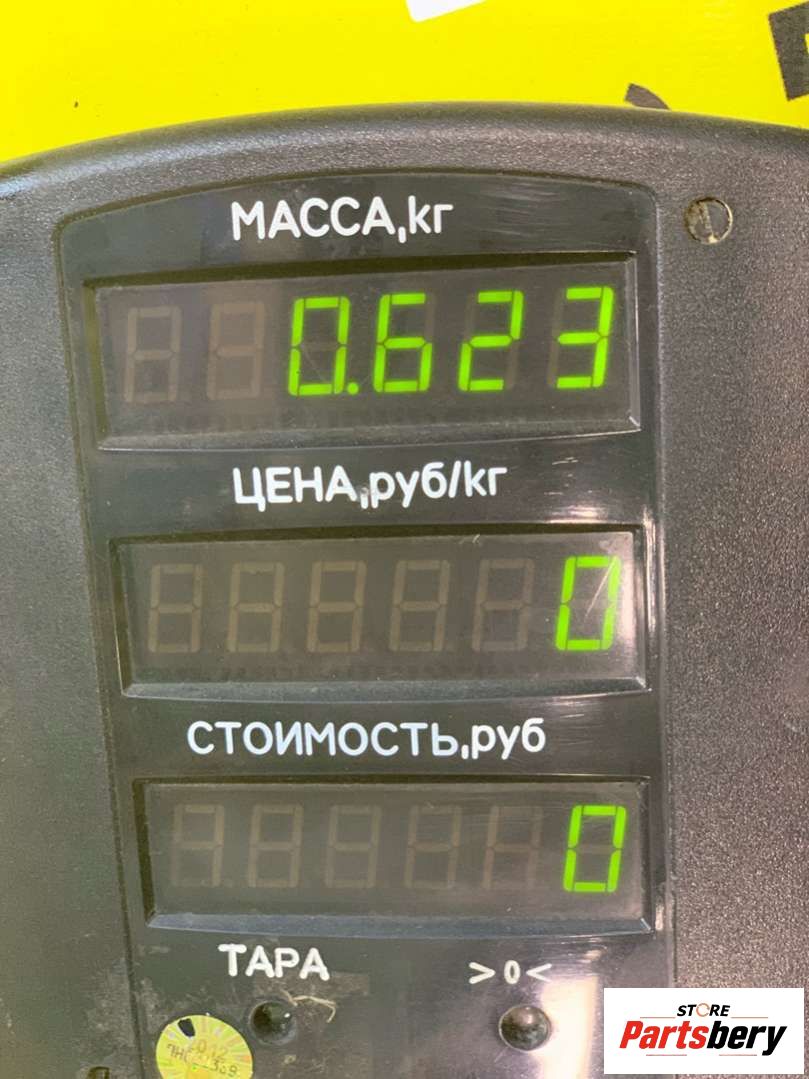 МАССА,кг
0.623
ЦЕНА,руб/кг
0
СТОИМОСТЬ,руб
0
ТАРА >0<
STORE
Partsbery